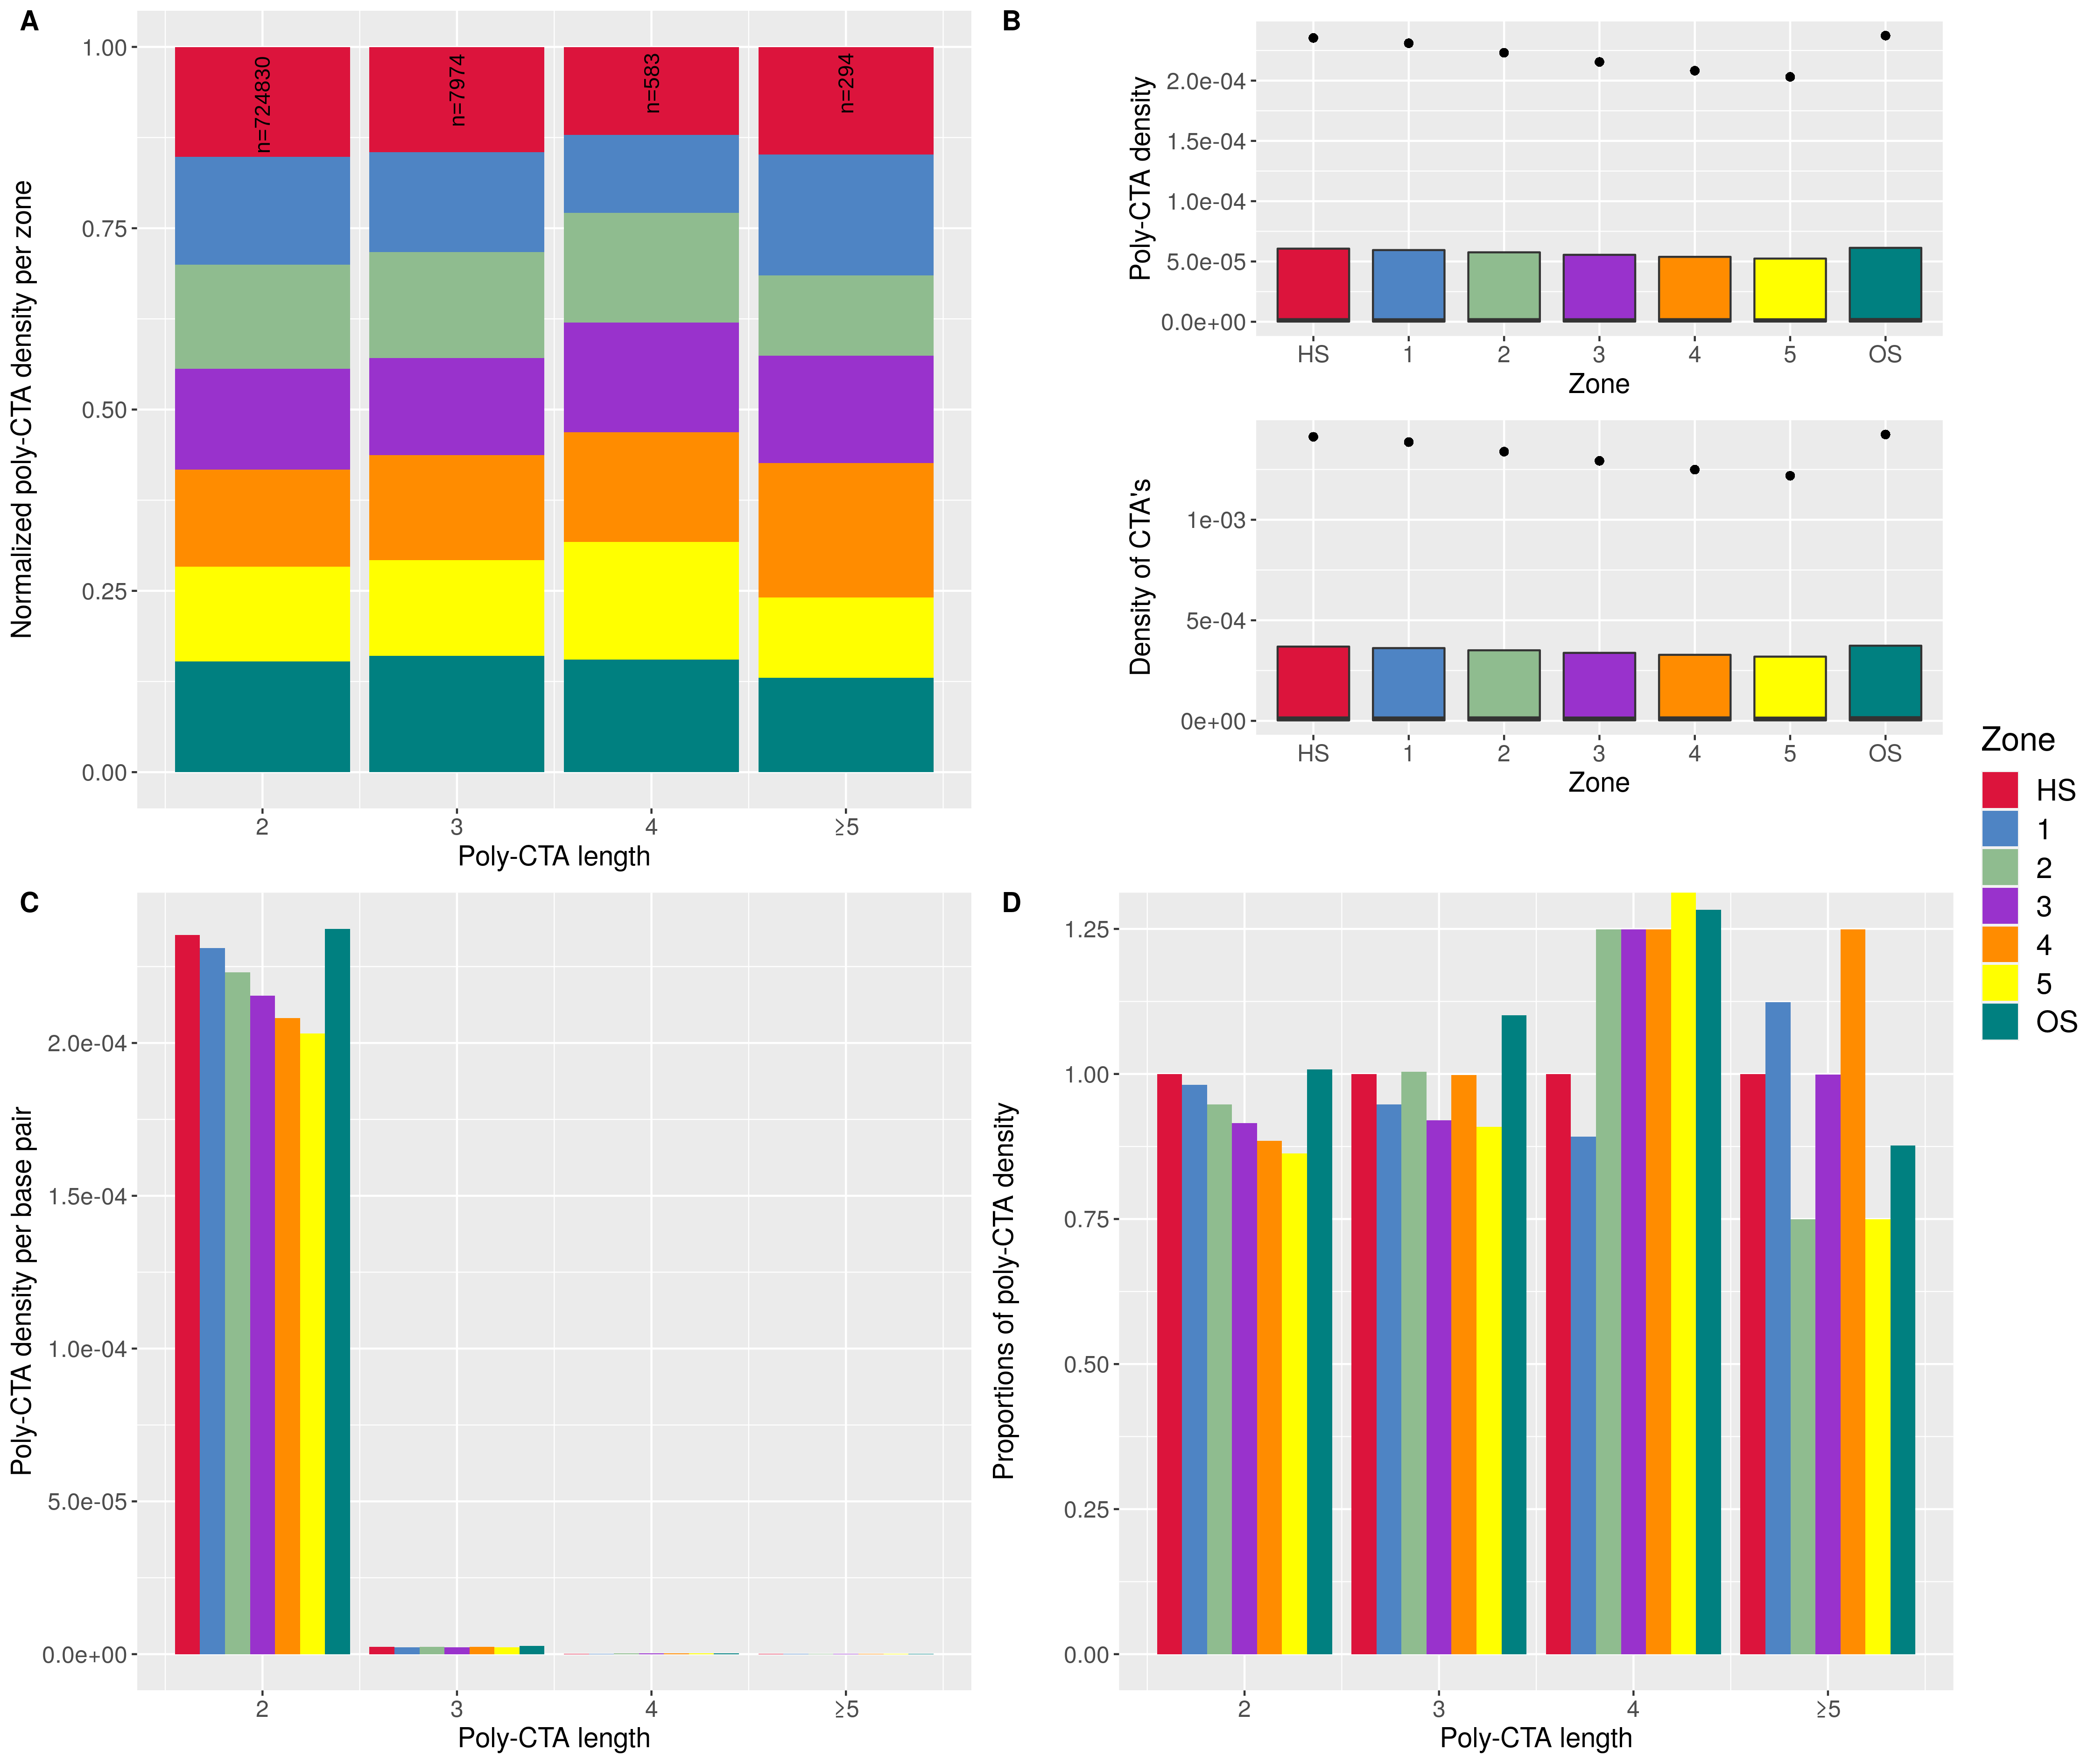 A
Normalized poly-CTA density per zone
1.00
0.75
0.50
0.25
0.00
n=724830
n=7974
n=583
n=294
2
3
4
≥5
Poly-CTA length
B
Poly-CTA density
2.0e-04
1.5e-04
1.0e-04
5.0e-05
0.0e+00
HS 1 2 3 4 5 OS
Zone
Density of CTA's
1e-03
5e-04
0e+00
HS 1 2 3 4 5 OS
Zone
Zone
HS
1
2
3
4
5
OS
C
Poly-CTA density per base pair
2.0e-04
1.5e-04
1.0e-04
5.0e-05
0.0e+00
2 3 4 ≥5
Poly-CTA length
D
Proportions of poly-CTA density
1.25
1.00
0.75
0.50
0.25
0.00
2 3 4 ≥5
Poly-CTA length